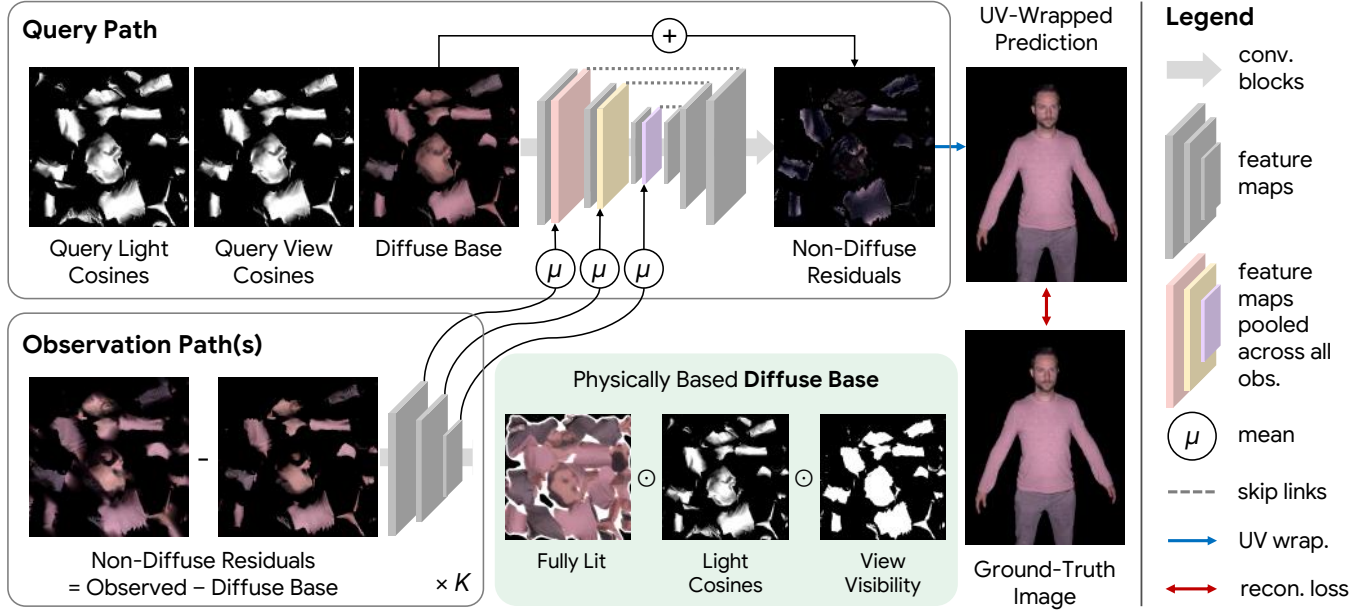 Query Path
+
Query Light
Cosines
Query View
Cosines
Diffuse Base
μ
μ
μ
Non-Diffuse
Residuals
UV-Wrapped
Prediction
Observation Path(s)
-
Non-Diffuse Residuals
= Observed – Diffuse Base
× K
Physically Based Diffuse Base
⊙
⊙
Fully Lit
Light
Cosines
View
Visibility
Ground-Truth
Image
Legend
conv.
blocks
feature
maps
feature
maps
pooled
across all
obs.
μ
mean
skip links
UV wrap.
recon. loss